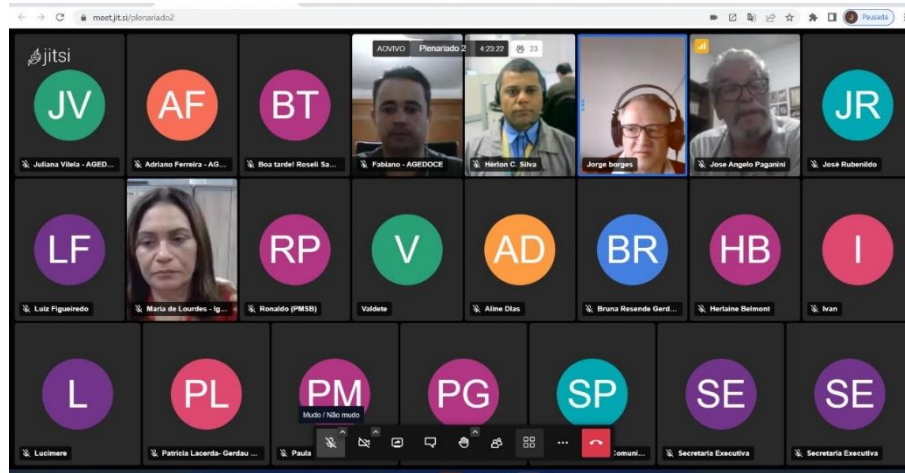 meet.jit.si/plenariado2
Pausada
jitsi
AOVIVO Plenariado 2 4:23:22 23
JV
AF
BT
JR
Juliana Vilela - AGED...
Adriano Ferreira - AG...
Boa tarde! Roseli Sa...
Fabiano - AGEDOCE
Hérlon C. Silva
Jorge borges
Jose Angelo Paganini
José Rubenildo
LF
RP
V
AD
BR
HB
I
Luiz Figueiredo
Maria de Lourdes - Ig...
Ronaldo (PMSB)
Valdete
Aline DIas
Bruna Resende Gerd...
Herlaine Belmont
Ivan
L
PL
PM
PG
SP
SE
SE
Mudo / Não mudo
Lucimere
Patricia Lacerda- Gerdau ...
Paula
Comuni...
Secretaria Executiva
Secretaria Executiva